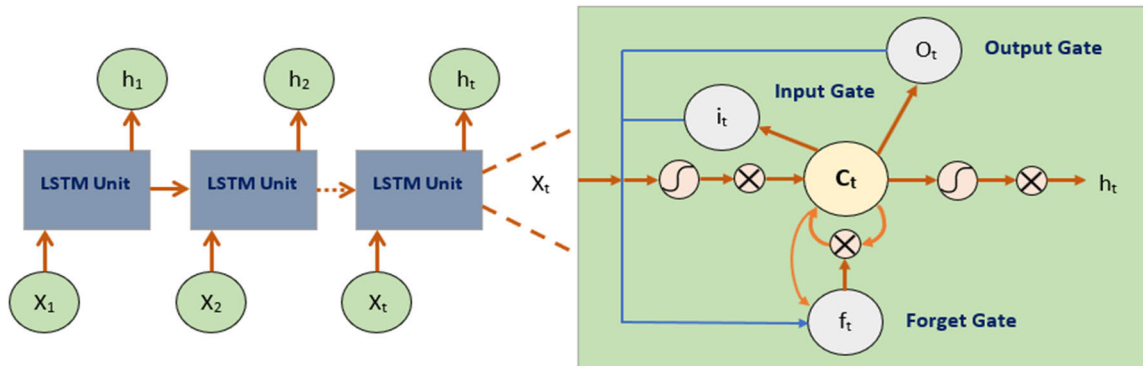 h₁
h₂
hₜ
LSTM Unit
LSTM Unit
LSTM Unit
X₁
X₂
Xₜ
Xₜ
Oₜ
Output Gate
Input Gate
iₜ
Cₜ
hₜ
fₜ
Forget Gate